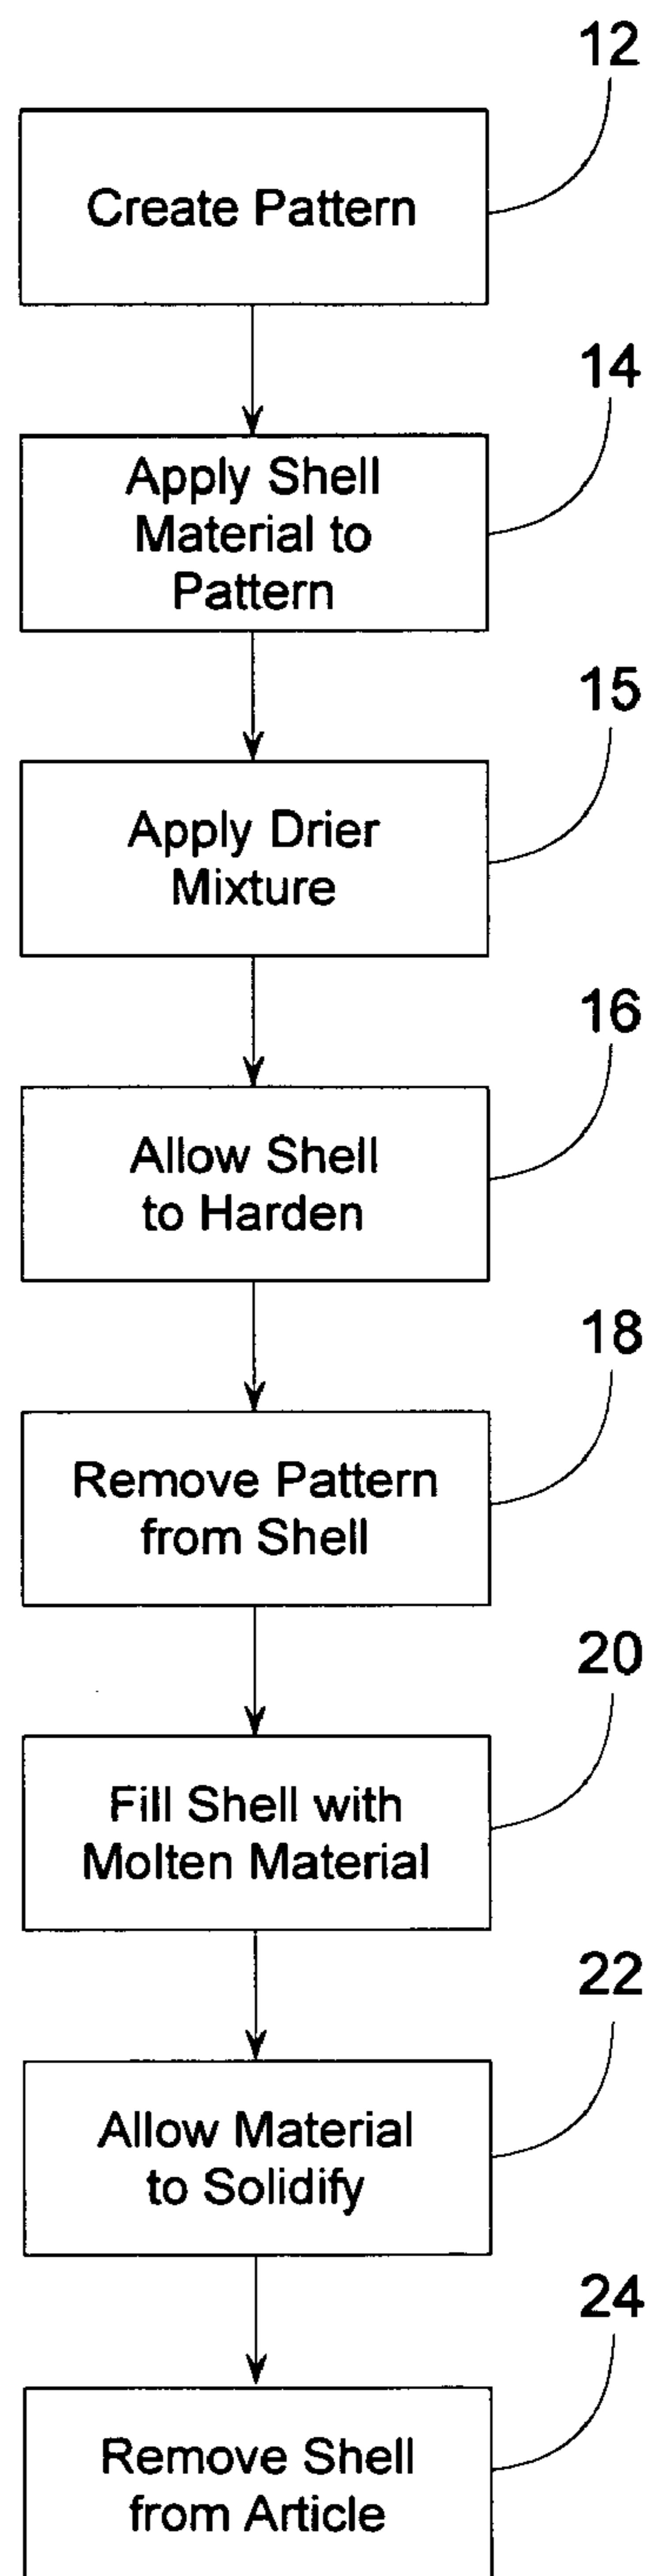 12
Create Pattern
14
Apply Shell
Material to
Pattern
15
Apply Drier
Mixture
16
Allow Shell
to Harden
18
Remove Pattern
from Shell
20
Fill Shell with
Molten Material
22
Allow Material
to Solidify
24
Remove Shell
from Article